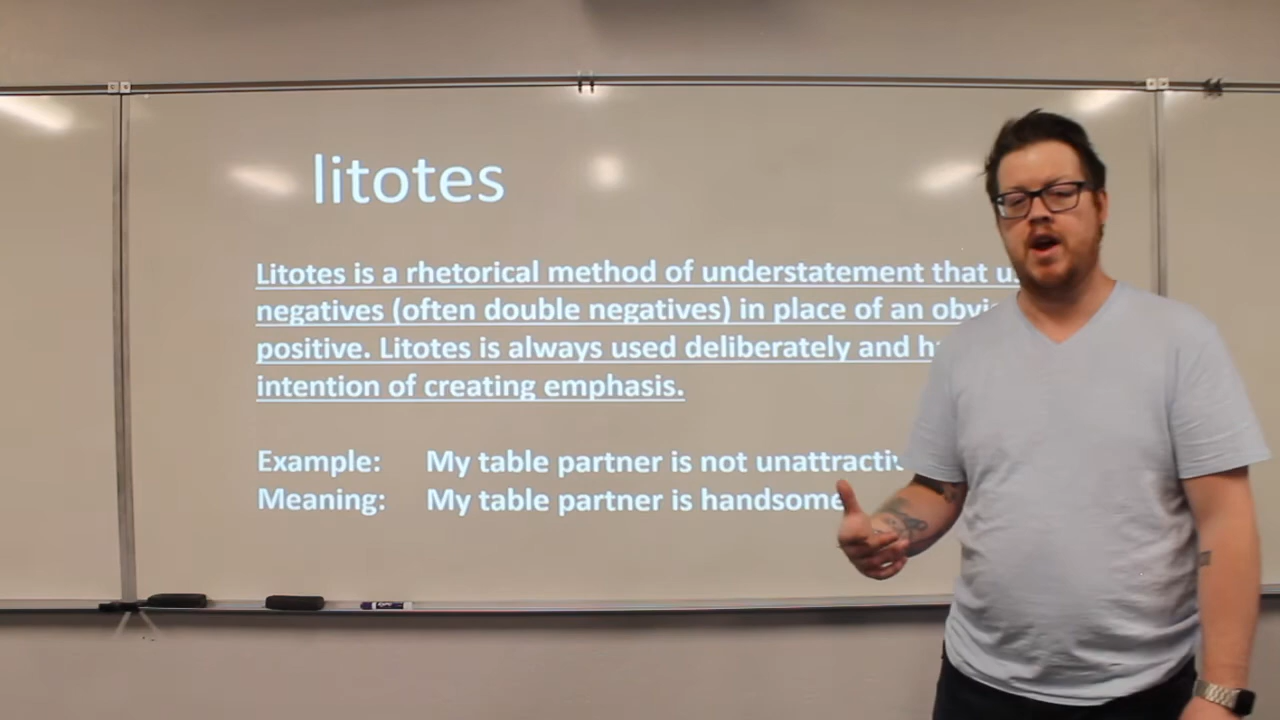 litotes
Litotes is a rhetorical method of understatement that
negatives (often double negatives) in place of an
positive. Litotes is always used deliberately and
intention of creating emphasis.
Example: My table partner is not
Meaning: My table partner is handsome